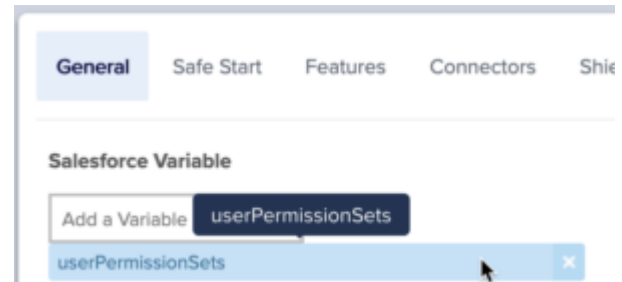 General Safe Start Features Connectors
Salesforce Variable
Add a Variable userPermissionSets
userPermissionSets